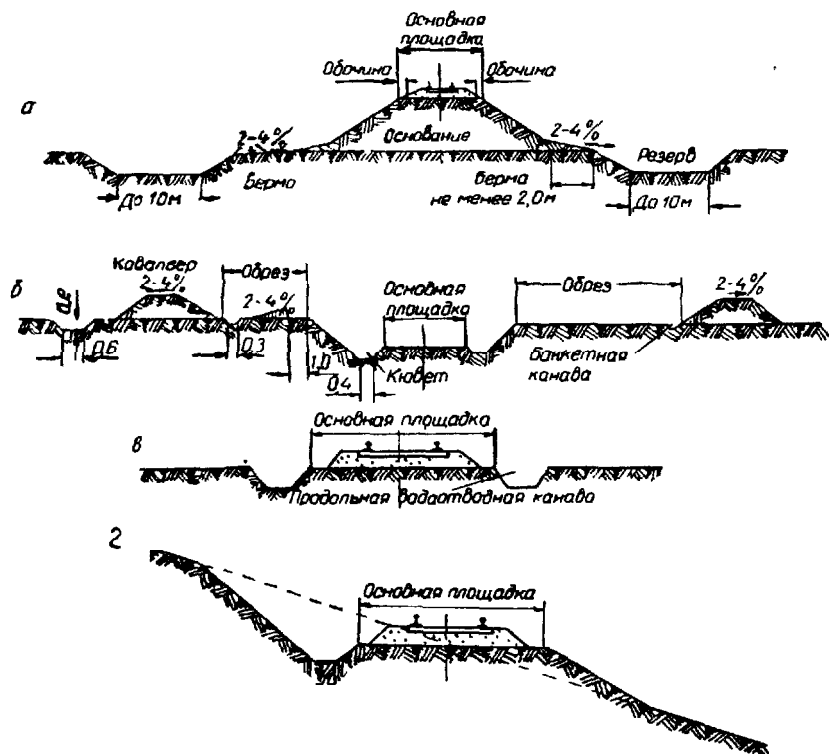 Основная
площадка
Обочина Обочина
а
2-4% 2-4%
Основание Резерв
Берма Берма
не менее 2,0м
До 10м До 10м
Кавальер
2-4% Обрез
б 2-4% Основная
площадка Обрез 2-4%
0,6 0,3 1,0 0,4 Кювет Банкетная
канава
Основная площадка
в
Продольная водоотводная канава
г
Основная площадка